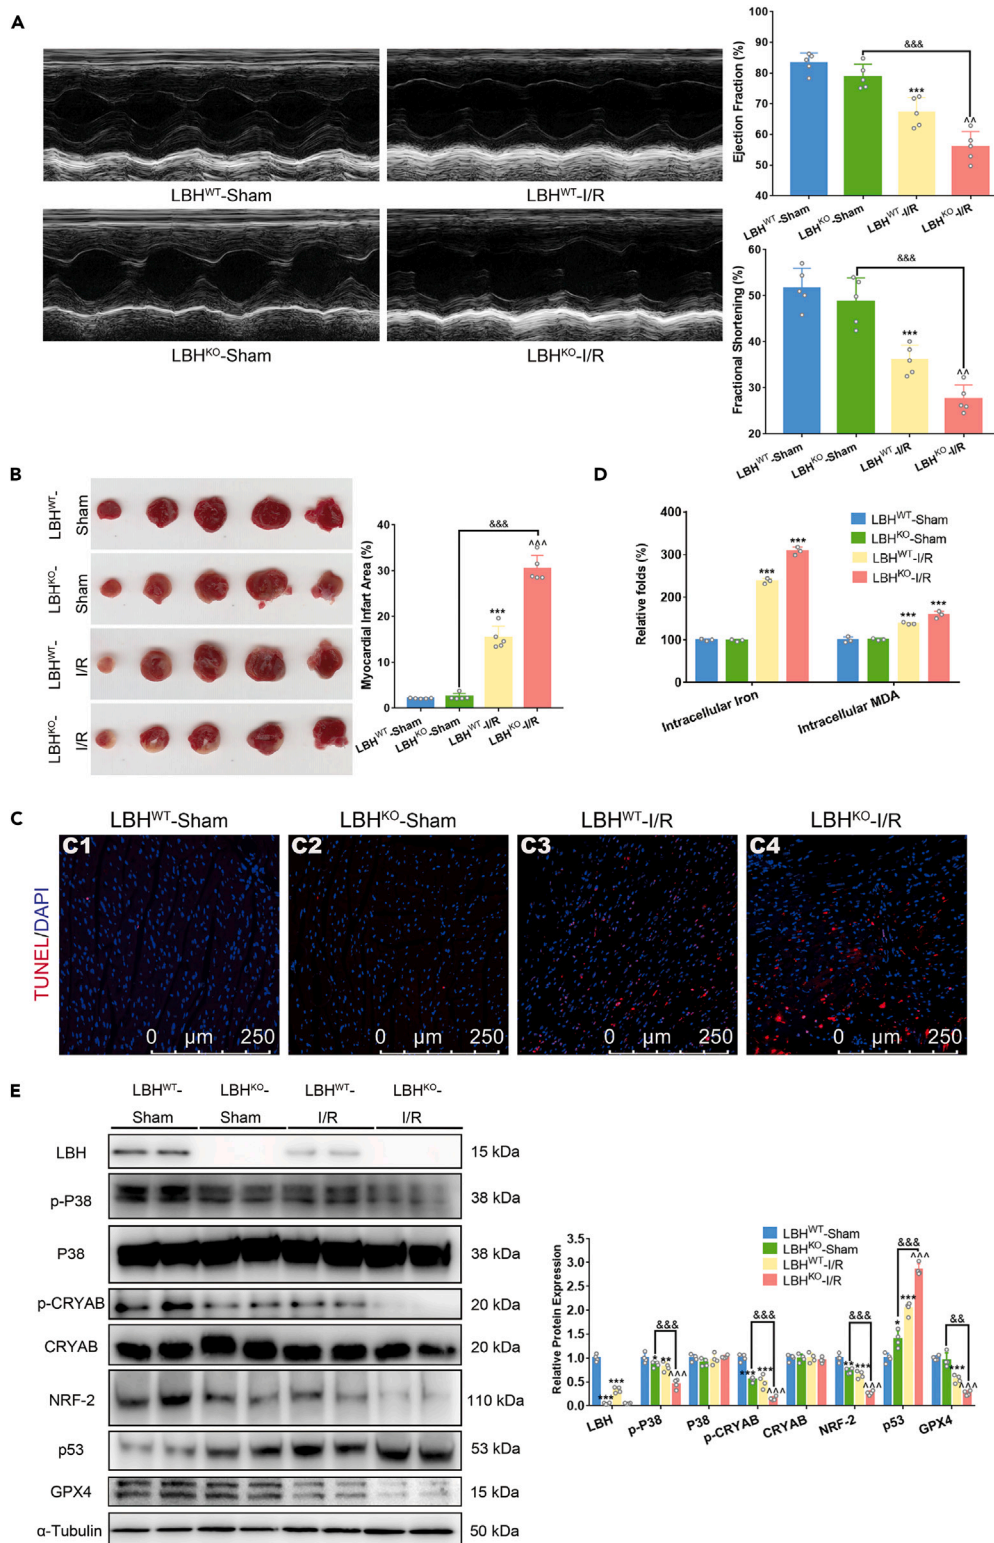 A
LBHWT-Sham
LBHWT-I/R
LBHKO-Sham
LBHKO-I/R
Ejection Fraction (%)
100
90
80
70
60
50
40
&&&
***
^^
LBHWT-Sham
LBHKO-Sham
LBHWT-I/R
LBHKO-I/R
Fractional Shortening (%)
60
50
40
30
20
&&&
***
^^
LBHWT-Sham
LBHKO-Sham
LBHWT-I/R
LBHKO-I/R
B
LBHWT-
Sham
LBHKO-
Sham
LBHWT-
I/R
LBHKO-
I/R
Myocardial Infart Area (%)
40
30
20
10
0
&&&
^^^
***
LBHWT-Sham
LBHKO-Sham
LBHWT-I/R
LBHKO-I/R
D
Relative folds (%)
400
300
200
100
0
LBHWT-Sham
LBHKO-Sham
LBHWT-I/R
LBHKO-I/R
***
***
***
***
Intracellular Iron
Intracellular MDA
C
LBHWT-Sham
LBHKO-Sham
LBHWT-I/R
LBHKO-I/R
TUNEL/DAPI
C1
C2
C3
C4
0 µm 250
0 µm 250
0 µm 250
0 µm 250
E
LBHWT- LBHKO- LBHWT- LBHKO-
Sham Sham I/R I/R
LBH 15 kDa
p-P38 38 kDa
P38 38 kDa
p-CRYAB 20 kDa
CRYAB 20 kDa
NRF-2 110 kDa
p53 53 kDa
GPX4 15 kDa
α-Tubulin 50 kDa
Relative Protein Expression
3.5
3.0
2.5
2.0
1.5
1.0
0.5
0.0
LBHWT-Sham
LBHKO-Sham
LBHWT-I/R
LBHKO-I/R
&&&
&&&
&&&
&&&
&&
***
*
**
^^^
***
***
^^^
**
***
^^^
*
***
^^^
***
^^^
LBH
p-P38
P38
p-CRYAB
CRYAB
NRF-2
p53
GPX4